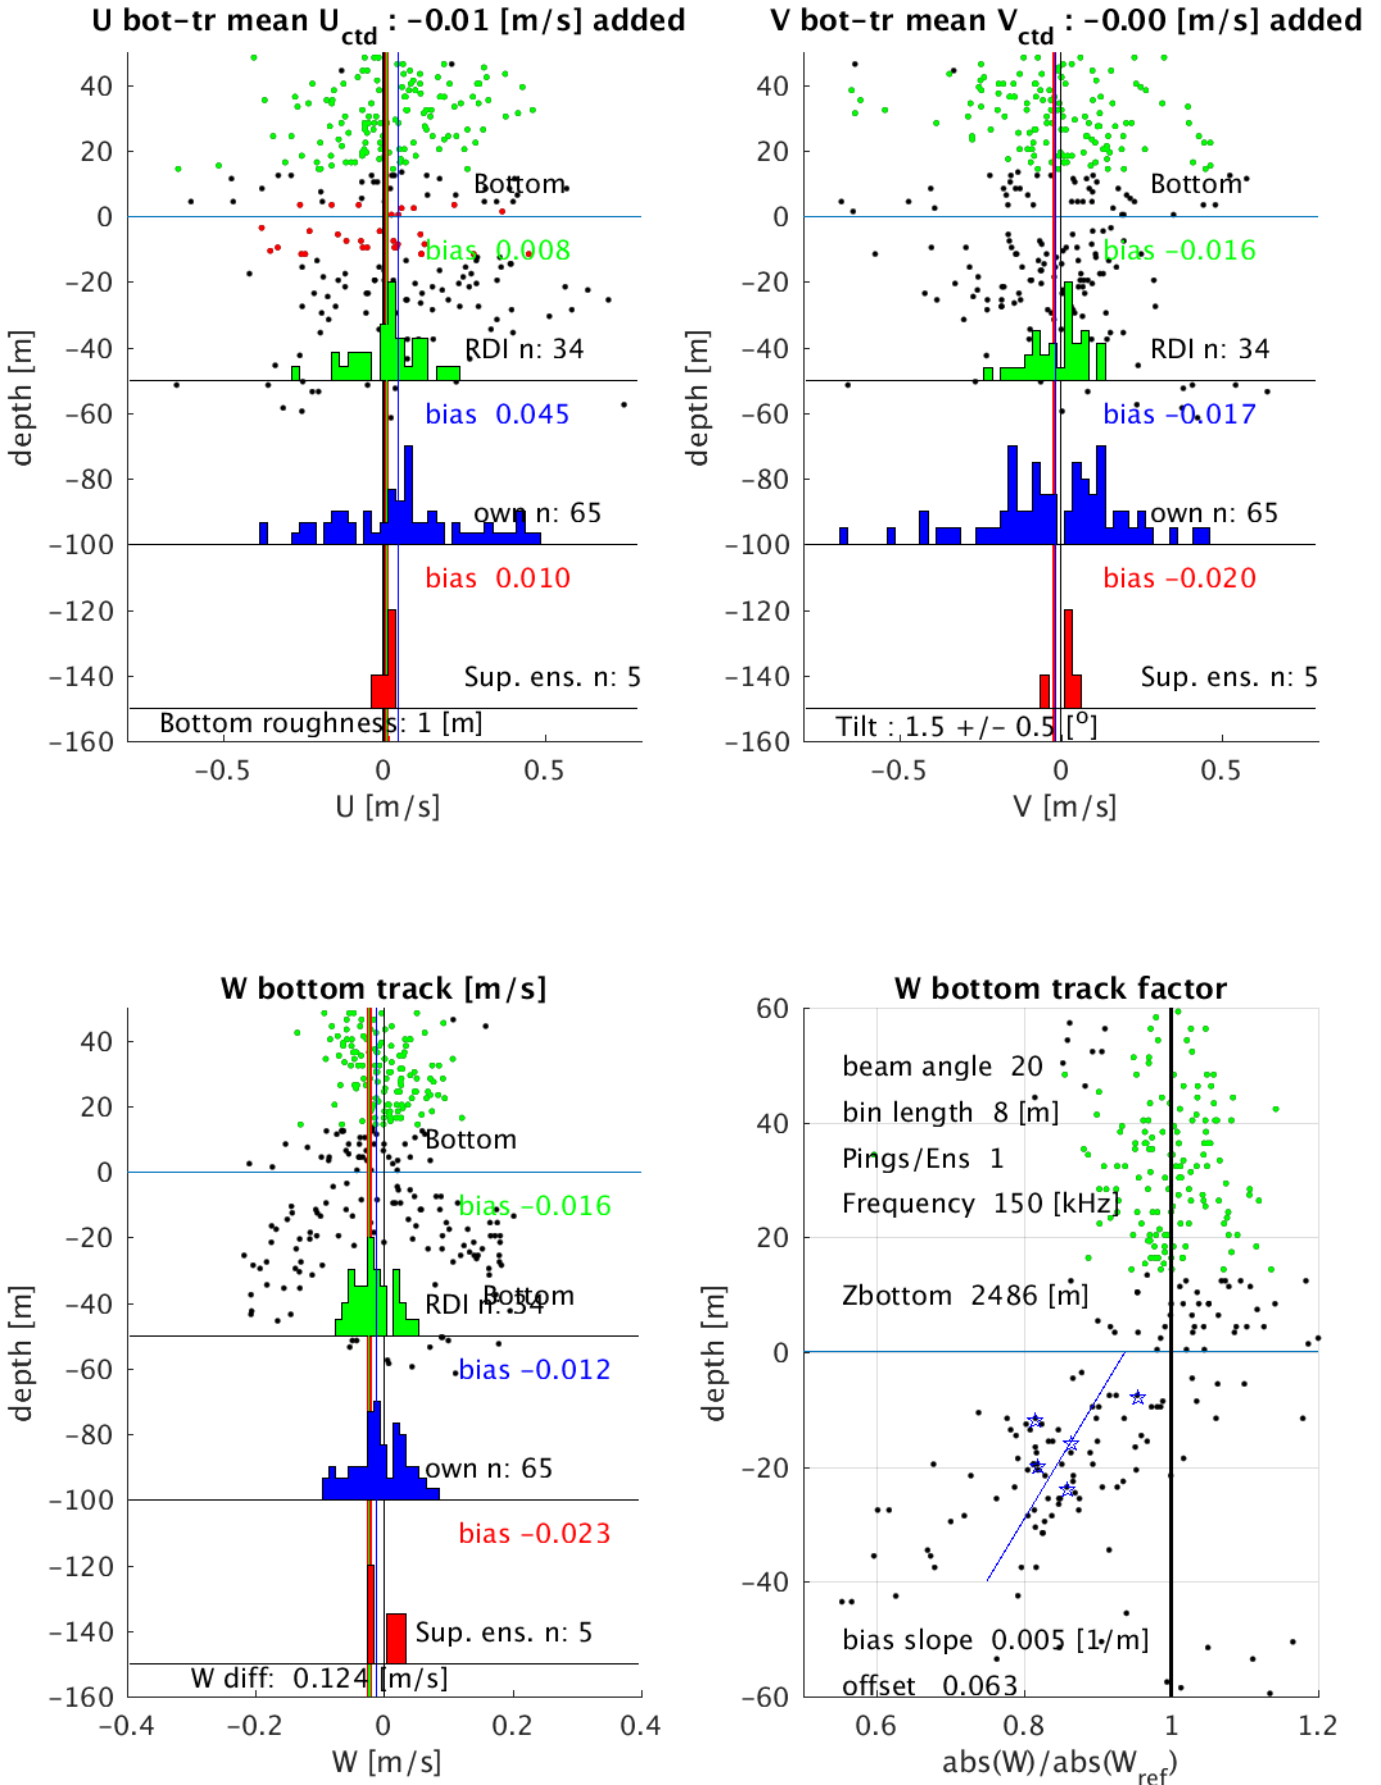 U bot-tr mean U_ctd : -0.01 [m/s] added
40
20
0
-20
-40
-60
-80
-100
-120
-140
-160
depth [m]
Bottom
bias 0.008
RDI n: 34
bias 0.045
own n: 65
bias 0.010
Sup. ens. n: 5
Bottom roughness: 1 [m]
-0.5
0
0.5
U [m/s]
V bot-tr mean V_ctd : -0.00 [m/s] added
40
20
0
-20
-40
-60
-80
-100
-120
-140
-160
depth [m]
Bottom
bias -0.016
RDI n: 34
bias -0.017
own n: 65
bias -0.020
Sup. ens. n: 5
Tilt : 1.5 +/- 0.5 [°]
-0.5
0
0.5
V [m/s]
W bottom track [m/s]
40
20
0
-20
-40
-60
-80
-100
-120
-140
-160
depth [m]
Bottom
bias -0.016
Bottom
RDI n: 34
bias -0.012
own n: 65
bias -0.023
Sup. ens. n: 5
W diff: 0.124 [m/s]
-0.4
-0.2
0
0.2
0.4
W [m/s]
W bottom track factor
60
40
20
0
-20
-40
-60
depth [m]
beam angle 20
bin length 8 [m]
Pings/Ens 1
Frequency 150 [kHz]
Zbottom 2486 [m]
bias slope 0.005 [1/m]
offset 0.063
0.6
0.8
1
1.2
abs(W)/abs(W_ref)